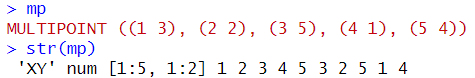 > mp
MULTIPOINT ((1 3), (2 2), (3 5), (4 1), (5 4))
> str(mp)
 'XY' num [1:5, 1:2] 1 2 3 4 5 3 2 5 1 4